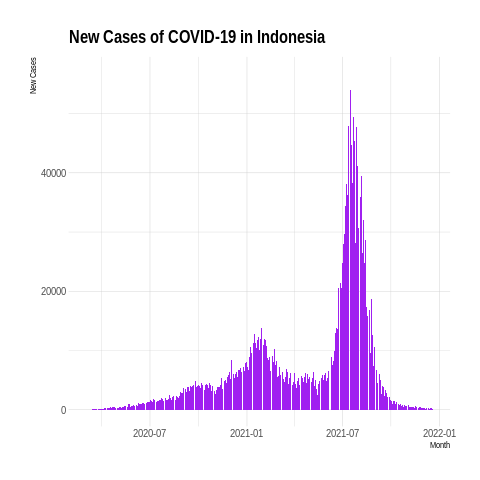 New Cases of COVID-19 in Indonesia
New Cases
40000
20000
0
2020-07 2021-01 2021-07 2022-01
Month